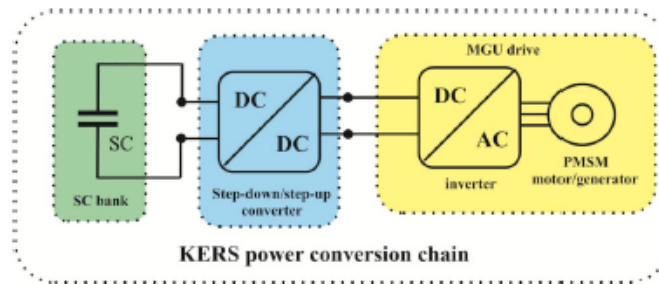 MGU drive
DC
DC
SC
DC
AC
PMSM
motor/generator
inverter
Step-down/step-up
converter
SC bank
KERS power conversion chain